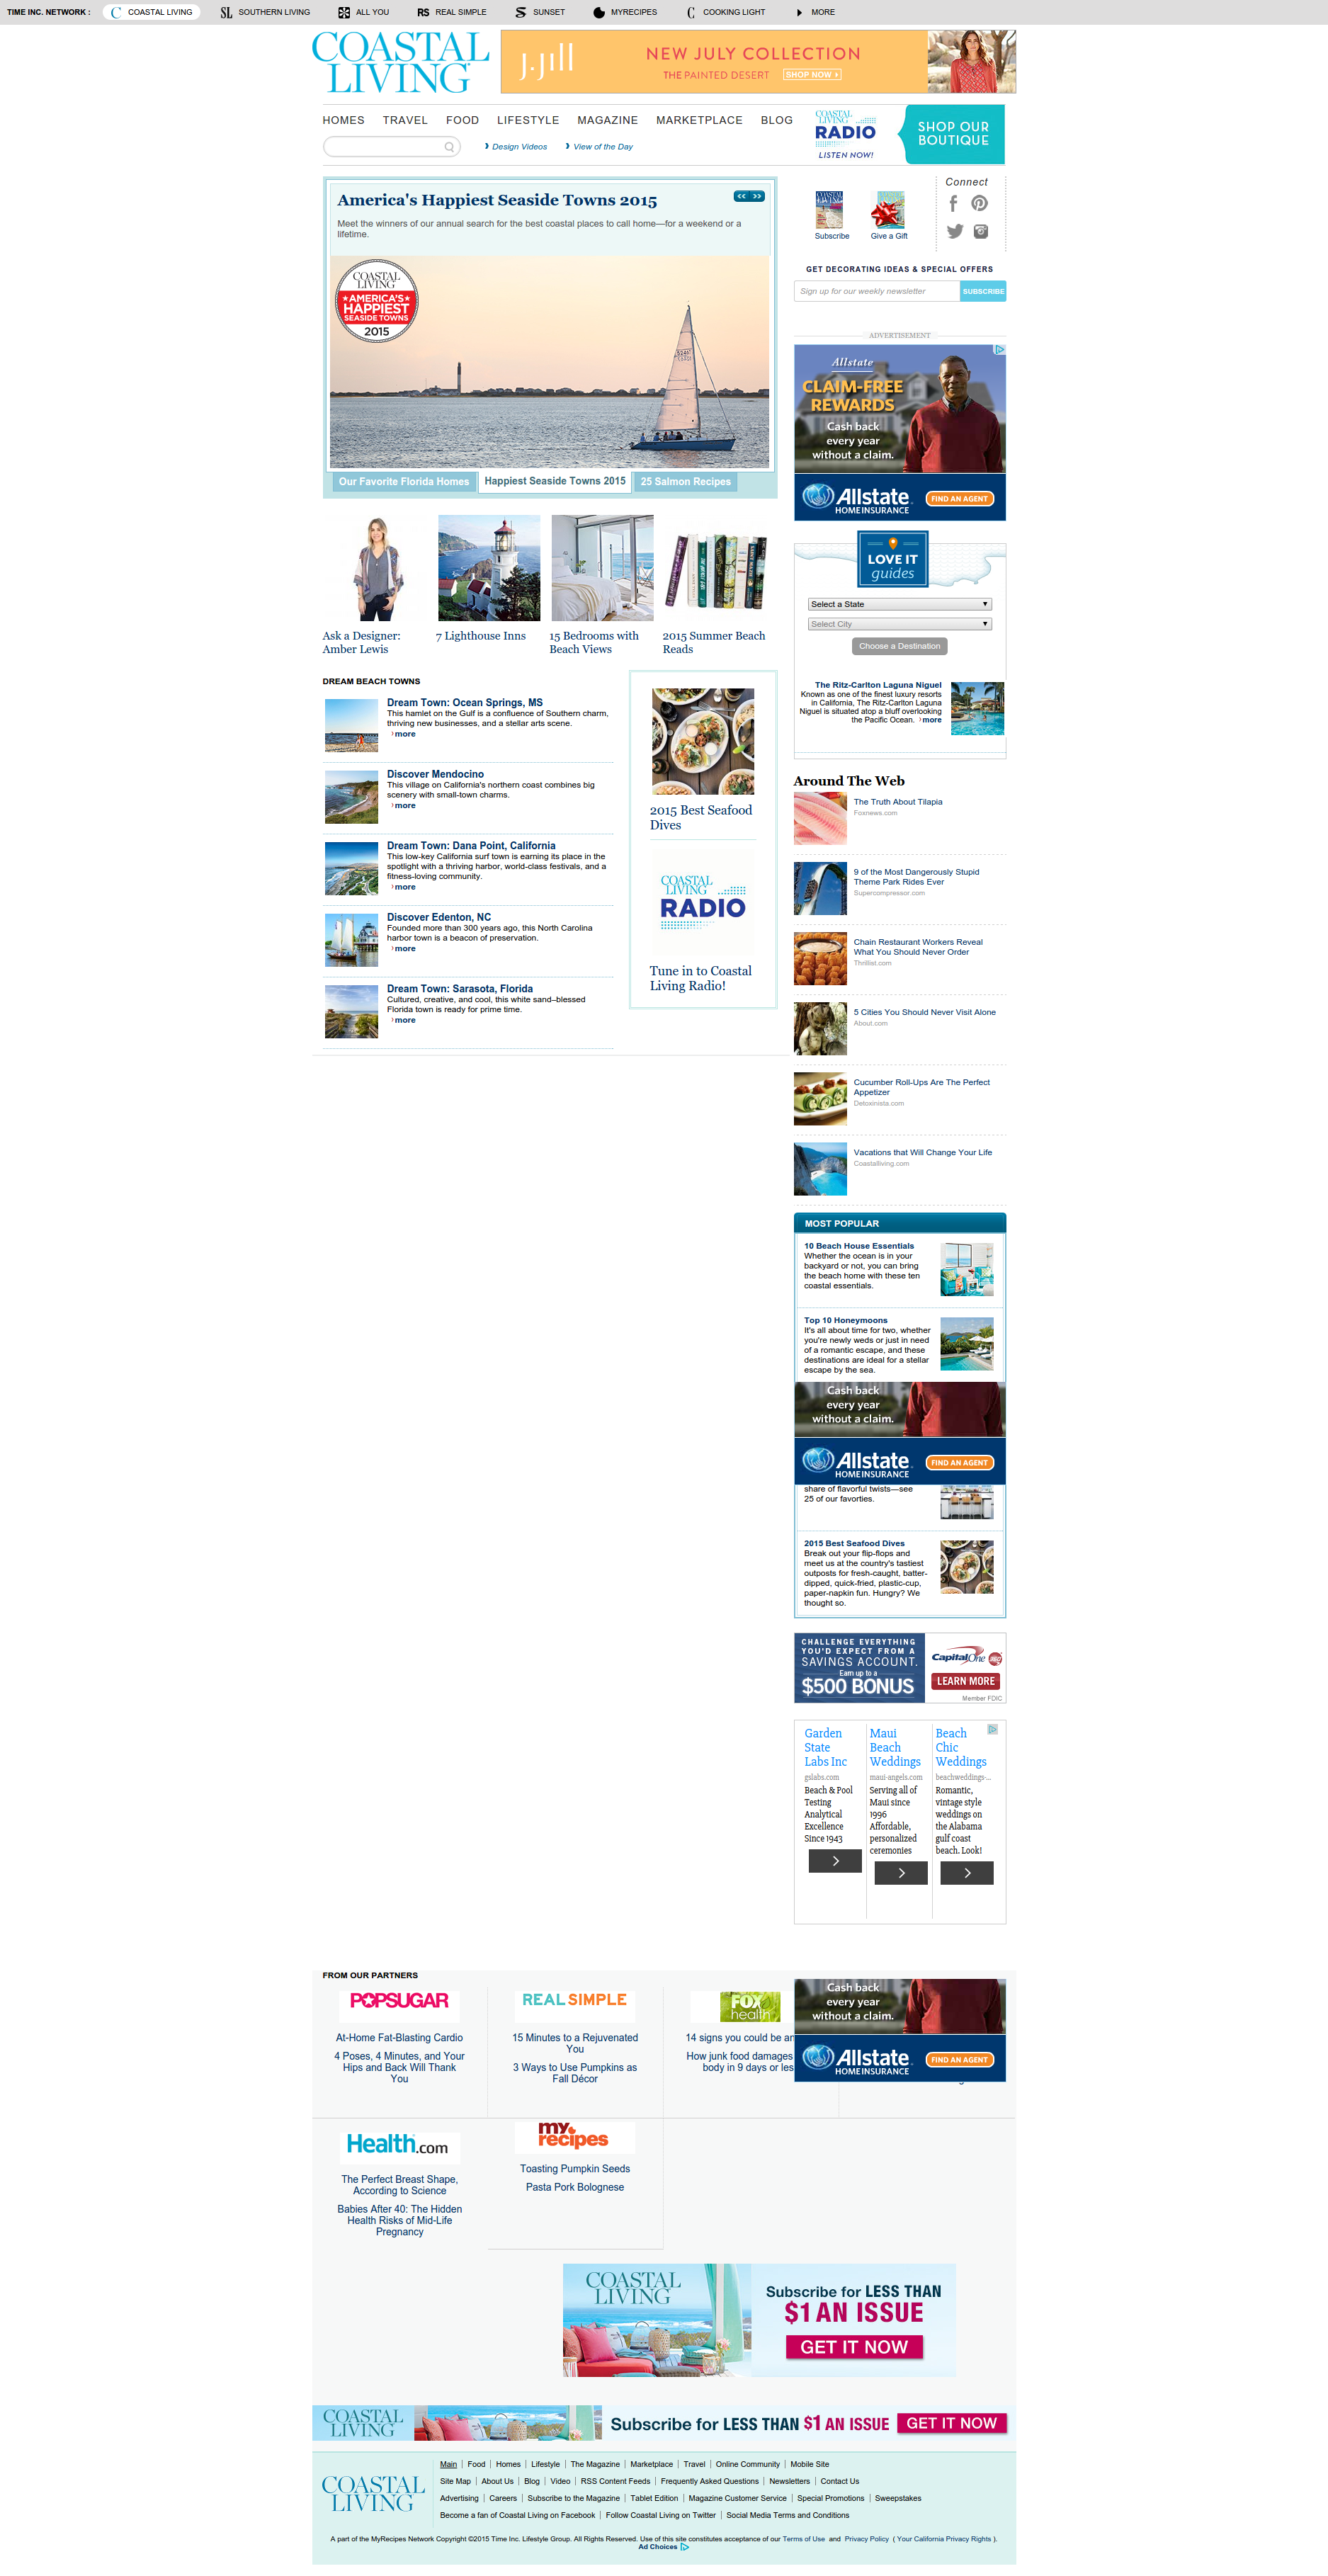 TIME INC. NETWORK :
COASTAL LIVING
SOUTHERN LIVING
ALL YOU
REAL SIMPLE
SUNSET
MYRECIPES
COOKING LIGHT
MORE
COASTAL
LIVING
j.jill
NEW JULY COLLECTION
THE PAINTED DESERT SHOP NOW
HOMES TRAVEL FOOD LIFESTYLE MAGAZINE MARKETPLACE BLOG
Design Videos
View of the Day
COASTAL
LIVING
RADIO
LISTEN NOW!
SHOP OUR
BOUTIQUE
America's Happiest Seaside Towns 2015
Meet the winners of our annual search for the best coastal places to call home—for a weekend or a
lifetime.
COASTAL
LIVING
AMERICA'S
HAPPIEST
SEASIDE TOWNS
2015
Our Favorite Florida Homes
Happiest Seaside Towns 2015
25 Salmon Recipes
Subscribe
Give a Gift
Connect
GET DECORATING IDEAS & SPECIAL OFFERS
Sign up for our weekly newsletter
SUBSCRIBE
ADVERTISEMENT
Allstate
CLAIM-FREE
REWARDS
Cash back
every year
without a claim.
Allstate
HOME INSURANCE
FIND AN AGENT
Ask a Designer:
Amber Lewis
7 Lighthouse Inns
15 Bedrooms with
Beach Views
2015 Summer Beach
Reads
LOVE IT
guides
Select a State
Select City
Choose a Destination
The Ritz-Carlton Laguna Niguel
Known as one of the finest luxury resorts
in California, The Ritz-Carlton Laguna
Niguel is situated atop a bluff overlooking
the Pacific Ocean. more
DREAM BEACH TOWNS
Dream Town: Ocean Springs, MS
This hamlet on the Gulf is a confluence of Southern charm,
thriving new businesses, and a stellar arts scene.
more
Discover Mendocino
This village on California's northern coast combines big
scenery with small-town charms.
more
Dream Town: Dana Point, California
This low-key California surf town is earning its place in the
spotlight with a thriving harbor, world-class festivals, and a
fitness-loving community.
more
Discover Edenton, NC
Founded more than 300 years ago, this North Carolina
harbor town is a beacon of preservation.
more
Dream Town: Sarasota, Florida
Cultured, creative, and cool, this white sand–blessed
Florida town is ready for prime time.
more
2015 Best Seafood
Dives
COASTAL
LIVING
RADIO
Tune in to Coastal
Living Radio!
Around The Web
The Truth About Tilapia
Foxnews.com
9 of the Most Dangerously Stupid
Theme Park Rides Ever
Supercompressor.com
Chain Restaurant Workers Reveal
What You Should Never Order
Thrillist.com
5 Cities You Should Never Visit Alone
About.com
Cucumber Roll-Ups Are The Perfect
Appetizer
Detoxinista.com
Vacations that Will Change Your Life
Coastalliving.com
MOST POPULAR
10 Beach House Essentials
Whether the ocean is in your
backyard or not, you can bring
the beach home with these ten
coastal essentials.
Top 10 Honeymoons
It's all about time for two, whether
you're newly weds or just in need
of a romantic escape, and these
destinations are ideal for a stellar
escape by the sea.
Cash back
every year
without a claim.
Allstate
HOME INSURANCE
FIND AN AGENT
share of flavorful twists—see
25 of our favorties.
2015 Best Seafood Dives
Break out your flip-flops and
meet us at the country's tastiest
outposts for fresh-caught, batter-
dipped, quick-fried, plastic-cup,
paper-napkin fun. Hungry? We
thought so.
CHALLENGE EVERYTHING
YOU'D EXPECT FROM A
SAVINGS ACCOUNT.
Earn up to a
$500 BONUS
Capital One 360
LEARN MORE
Member FDIC
Garden
State
Labs Inc
gslabs.com
Beach & Pool
Testing
Analytical
Excellence
Since 1943
Maui
Beach
Weddings
maui-angels.com
Serving all of
Maui since
1996
Affordable,
personalized
ceremonies
Beach
Chic
Weddings
beachweddings-...
Romantic,
vintage style
weddings on
the Alabama
gulf coast
beach. Look!
FROM OUR PARTNERS
POPSUGAR
At-Home Fat-Blasting Cardio
4 Poses, 4 Minutes, and Your
Hips and Back Will Thank
You
REAL SIMPLE
15 Minutes to a Rejuvenated
You
3 Ways to Use Pumpkins as
Fall Décor
FOX
health
14 signs you could be an
How junk food damages
body in 9 days or les
Cash back
every year
without a claim.
Allstate
HOME INSURANCE
FIND AN AGENT
Health.com
The Perfect Breast Shape,
According to Science
Babies After 40: The Hidden
Health Risks of Mid-Life
Pregnancy
my recipes
Toasting Pumpkin Seeds
Pasta Pork Bolognese
COASTAL
LIVING
Subscribe for LESS THAN
$1 AN ISSUE
GET IT NOW
COASTAL
LIVING
Subscribe for LESS THAN $1 AN ISSUE GET IT NOW
COASTAL
LIVING
Main | Food | Homes | Lifestyle | The Magazine | Marketplace | Travel | Online Community | Mobile Site
Site Map | About Us | Blog | Video | RSS Content Feeds | Frequently Asked Questions | Newsletters | Contact Us
Advertising | Careers | Subscribe to the Magazine | Tablet Edition | Magazine Customer Service | Special Promotions | Sweepstakes
Become a fan of Coastal Living on Facebook | Follow Coastal Living on Twitter | Social Media Terms and Conditions
A part of the MyRecipes Network Copyright ©2015 Time Inc. Lifestyle Group. All Rights Reserved. Use of this site constitutes acceptance of our Terms of Use and Privacy Policy ( Your California Privacy Rights ).
Ad Choices